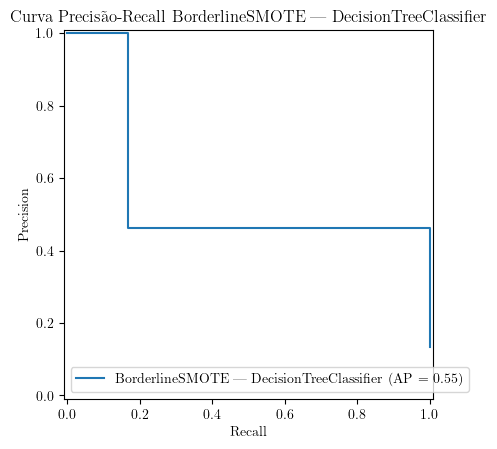 Curva Precisão-Recall BorderlineSMOTE — DecisionTreeClassifier
1.0
0.8
0.6
Precision
0.4
0.2
0.0
BorderlineSMOTE — DecisionTreeClassifier (AP = 0.55)
0.0 0.2 0.4 0.6 0.8 1.0
Recall